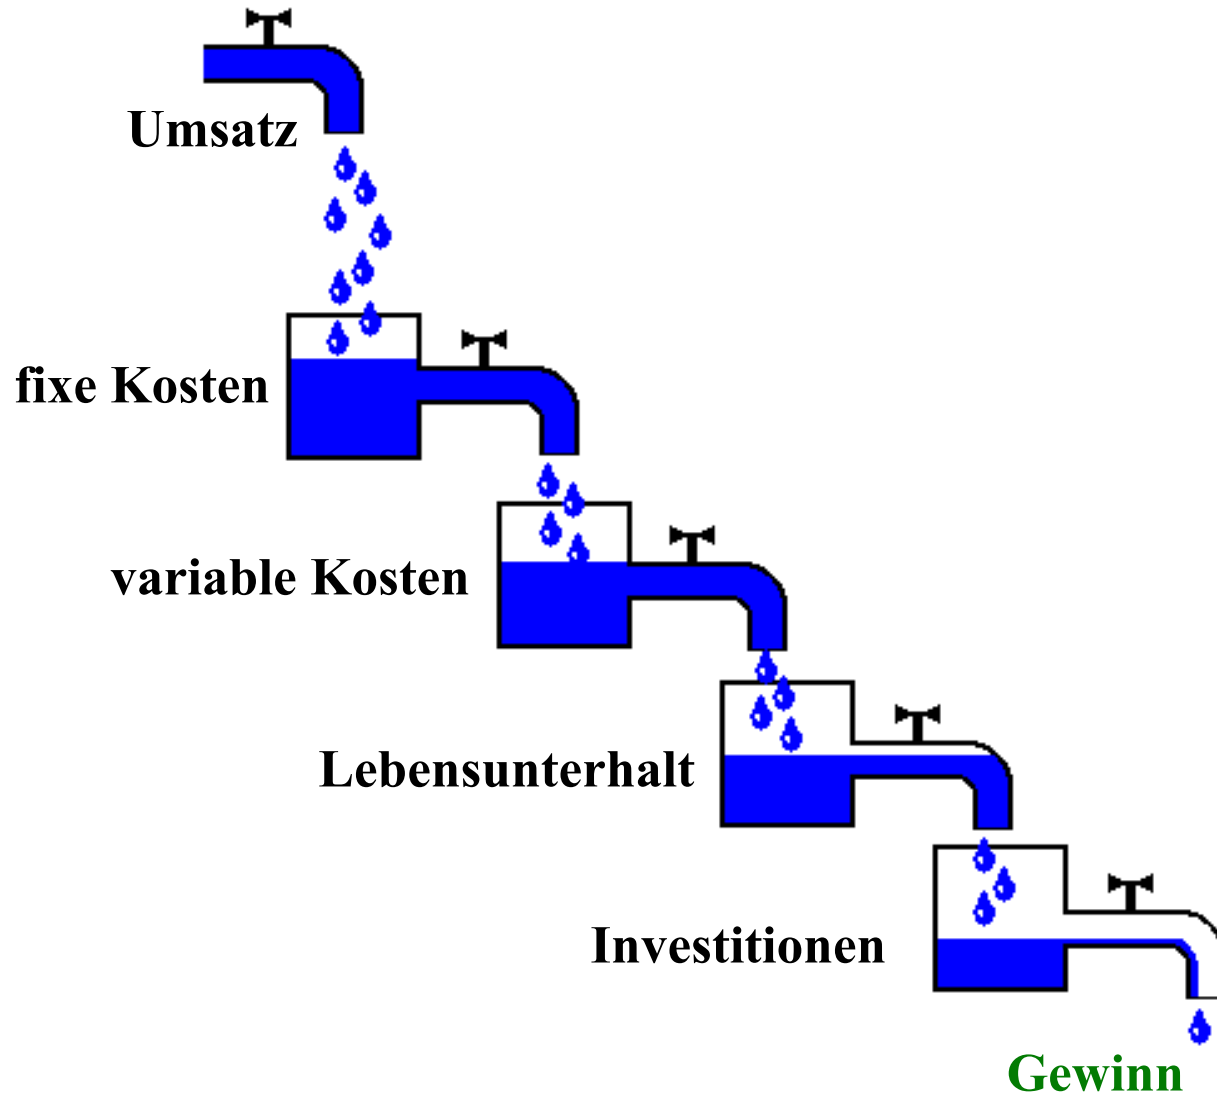 Umsatz
fixe Kosten
variable Kosten
Lebensunterhalt
Investitionen
Gewinn